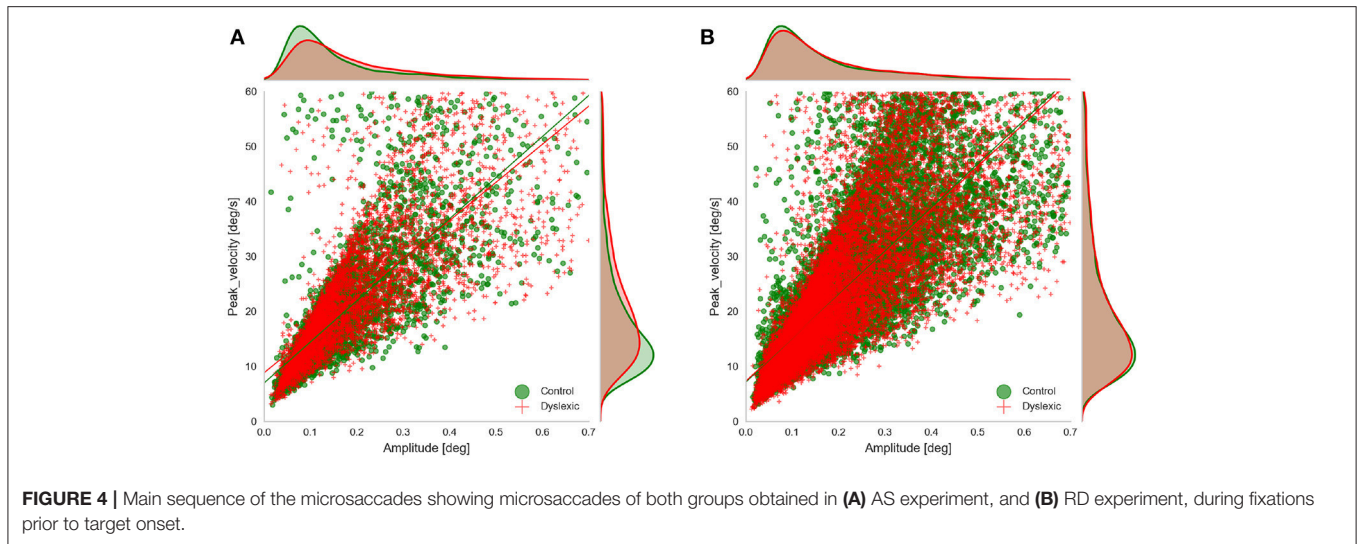 A
B
60
50
40
30
20
10
0
Peak_velocity [deg/s]
Control
Dyslexic
0.0 0.1 0.2 0.3 0.4 0.5 0.6 0.7
Amplitude [deg]
60
50
40
30
20
10
0
Peak_velocity [deg/s]
Control
Dyslexic
0.0 0.1 0.2 0.3 0.4 0.5 0.6 0.7
Amplitude [deg]
FIGURE 4 | Main sequence of the microsaccades showing microsaccades of both groups obtained in (A) AS experiment, and (B) RD experiment, during fixations
prior to target onset.